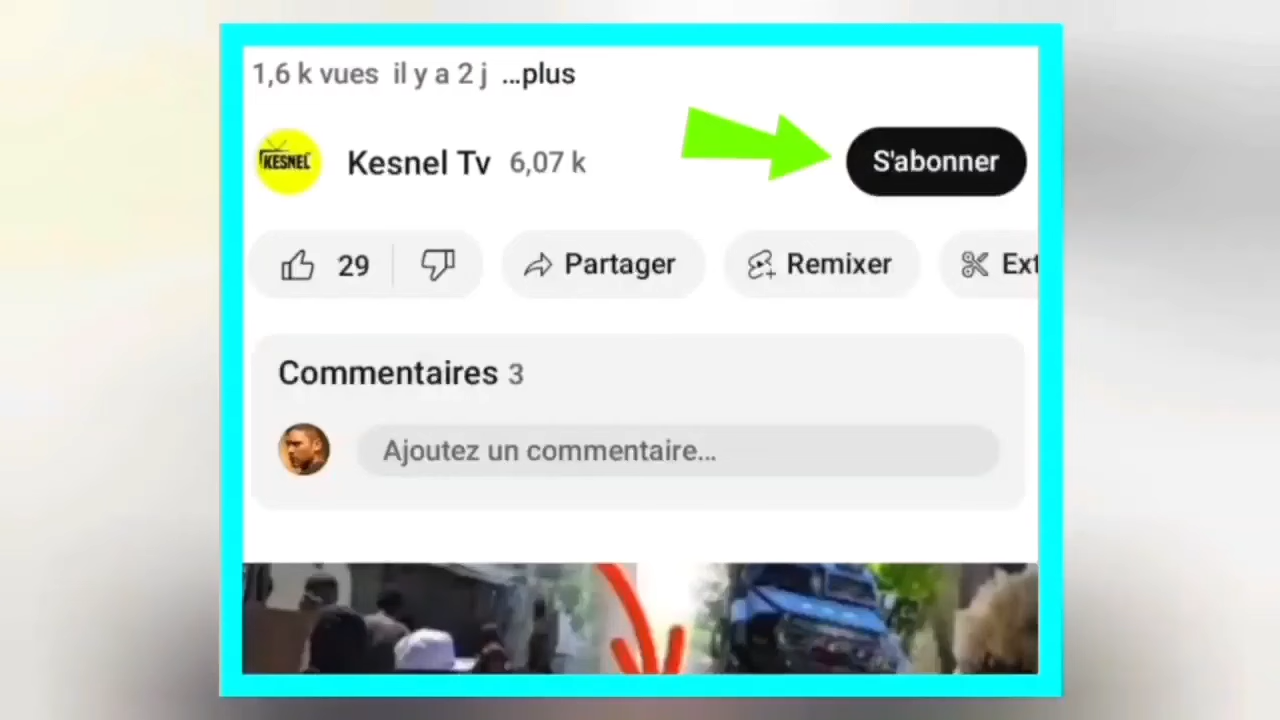 1,6 k vues il y a 2 j ...plus
KESNEL
Kesnel Tv 6,07 k
S'abonner
29
Partager
Remixer
Ext
Commentaires 3
Ajoutez un commentaire...